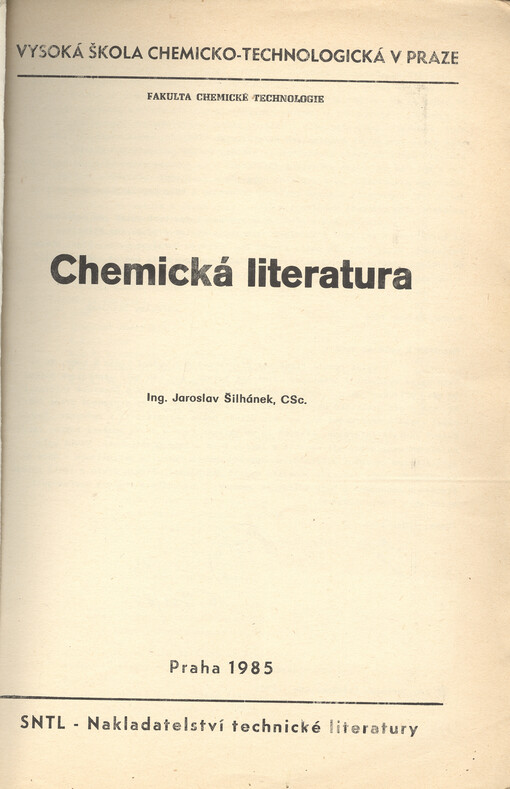 VYSOKÁ ŠKOLA CHEMICKO-TECHNOLOGICKÁ V PRAZE
FAKULTA CHEMICKÉ TECHNOLOGIE
Chemická literatura
Ing. Jaroslav Šilhánek, CSc.
Praha 1985
SNTL - Nakladatelství technické literatury